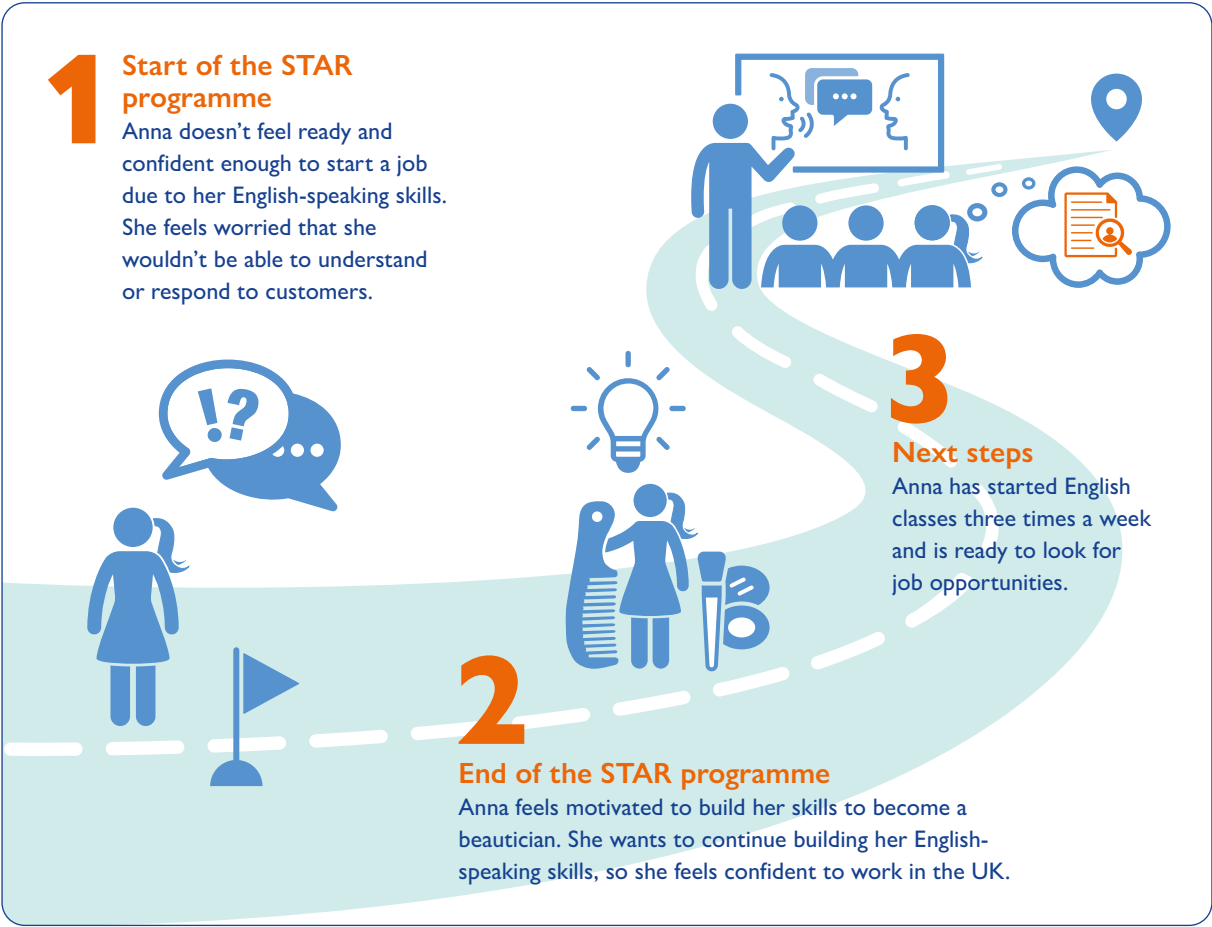 1
Start of the STAR
programme
Anna doesn’t feel ready and
confident enough to start a job
due to her English-speaking skills.
She feels worried that she
wouldn’t be able to understand
or respond to customers.
!?
2
End of the STAR programme
Anna feels motivated to build her skills to become a
beautician. She wants to continue building her English-
speaking skills, so she feels confident to work in the UK.
3
Next steps
Anna has started English
classes three times a week
and is ready to look for
job opportunities.